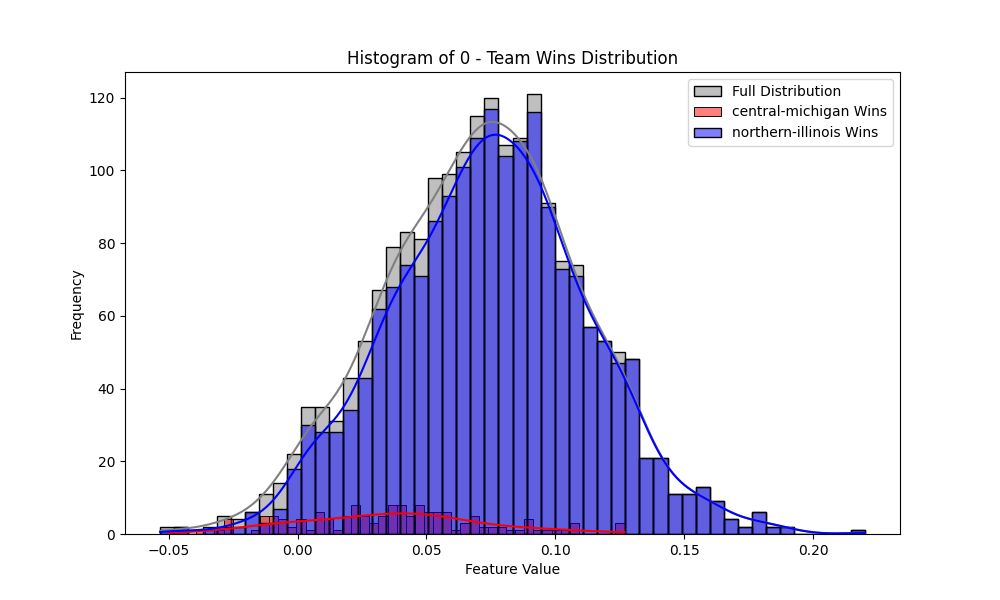 Histogram of 0 - Team Wins Distribution
Full Distribution
central-michigan Wins
northern-illinois Wins
Frequency
120
100
80
60
40
20
0
−0.05 0.00 0.05 0.10 0.15 0.20
Feature Value